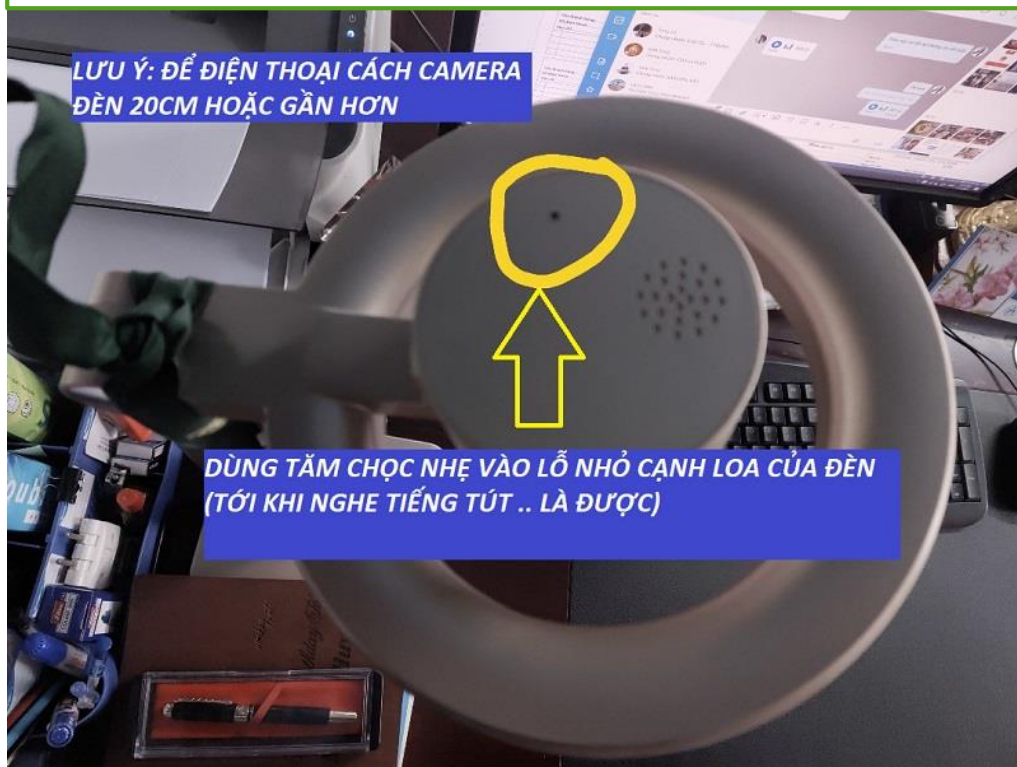 LƯU Ý: ĐỂ ĐIỆN THOẠI CÁCH CAMERA
ĐÈN 20CM HOẶC GẦN HƠN
DÙNG TĂM CHỌC NHẸ VÀO LỖ NHỎ CẠNH LOA CỦA ĐÈN
(TỚI KHI NGHE TIẾNG TÚT .. LÀ ĐƯỢC)